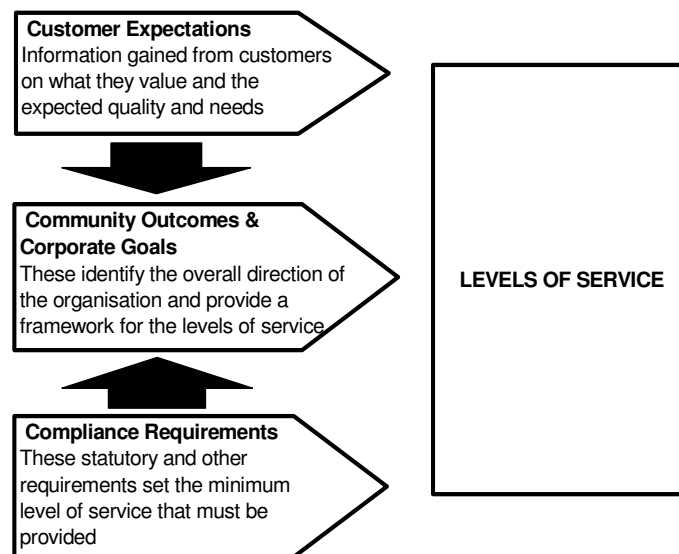 Customer Expectations
Information gained from customers
on what they value and the
expected quality and needs
Community Outcomes &
Corporate Goals
These identify the overall direction of
the organisation and provide a
framework for the levels of service
LEVELS OF SERVICE
Compliance Requirements
These statutory and other
requirements set the minimum
level of service that must be
provided